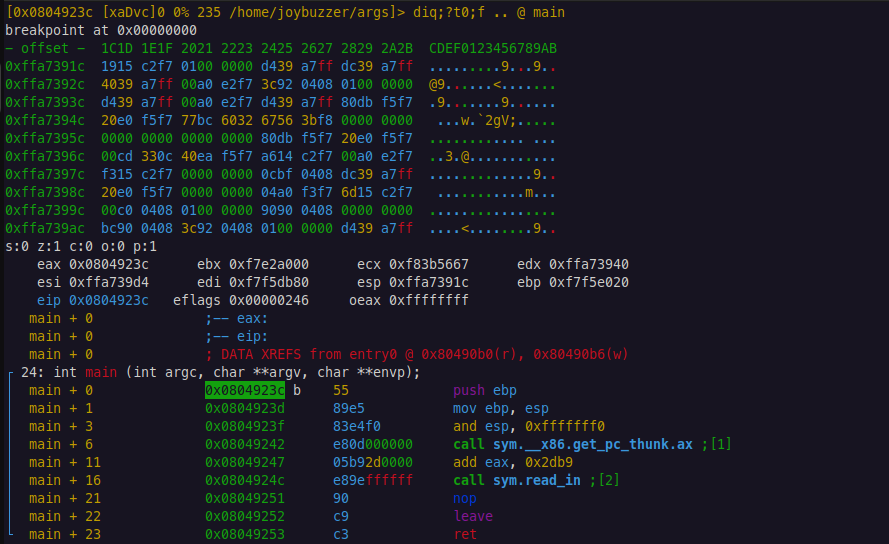 [0x0804923c [xaDvc]0 0% 235 /home/joybuzzer/args]> diq;?t0;f .. @ main
breakpoint at 0x00000000
- offset -  1C1D 1E1F 2021 2223 2425 2627 2829 2A2B  CDEF0123456789AB
0xffa7391c  1915 c2f7 0100 0000 d439 a7ff dc39 a7ff  .........9...9..
0xffa7392c  4039 a7ff 00a0 e2f7 3c92 0408 0100 0000  @9......<.......
0xffa7393c  d439 a7ff 00a0 e2f7 d439 a7ff 80db f5f7  .9.......9......
0xffa7394c  20e0 f5f7 77bc 6032 6756 3bf8 0000 0000   ...w.`2gV;.....
0xffa7395c  0000 0000 0000 0000 80db f5f7 20e0 f5f7  ............ ...
0xffa7396c  00cd 330c 40ea f5f7 a614 c2f7 00a0 e2f7  ..3.@...........
0xffa7397c  f315 c2f7 0000 0000 0cbf 0408 dc39 a7ff  .............9..
0xffa7398c  20e0 f5f7 0000 0000 04a0 f3f7 6d15 c2f7   ...........m...
0xffa7399c  00c0 0408 0100 0000 9090 0408 0000 0000  ................
0xffa739ac  bc90 0408 3c92 0408 0100 0000 d439 a7ff  ....<........9..
s:0 z:1 c:0 o:0 p:1
eax 0x0804923c      ebx 0xf7e2a000      ecx 0xf83b5667      edx 0xffa73940
esi 0xffa739d4      edi 0xf7f5db80      esp 0xffa7391c      ebp 0xf7f5e020
eip 0x0804923c   eflags 0x00000246   oeax 0xffffffff
main + 0              ;-- eax:
main + 0              ;-- eip:
main + 0              ; DATA XREFS from entry0 @ 0x80490b0(r), 0x80490b6(w)
24: int main (int argc, char **argv, char **envp);
main + 0              0x0804923c b    55             push ebp
main + 1              0x0804923d      89e5           mov ebp, esp
main + 3              0x0804923f      83e4f0         and esp, 0xfffffff0
main + 6              0x08049242      e80d000000     call sym.__x86.get_pc_thunk.ax ;[1]
main + 11             0x08049247      05b92d0000     add eax, 0x2db9
main + 16             0x0804924c      e89effffff     call sym.read_in ;[2]
main + 21             0x08049251      90             nop
main + 22             0x08049252      c9             leave
main + 23             0x08049253      c3             ret